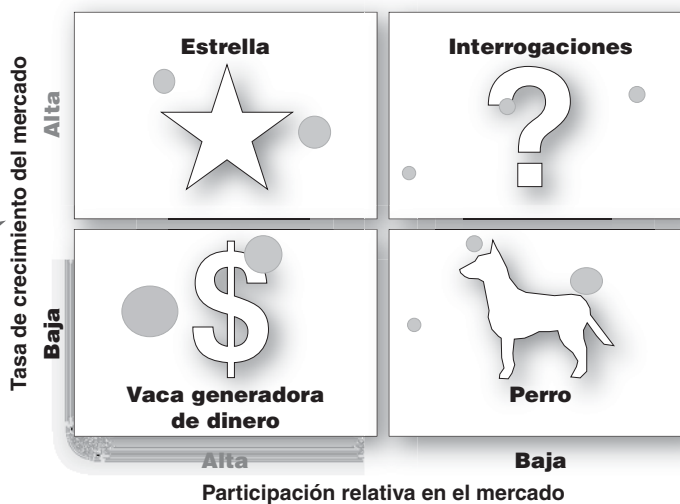 Tasa de crecimiento del mercado
Alta
Estrella
Interrogaciones
Baja
$
Vaca generadora
de dinero
?
Perro
Alta
Baja
Participación relativa en el mercado